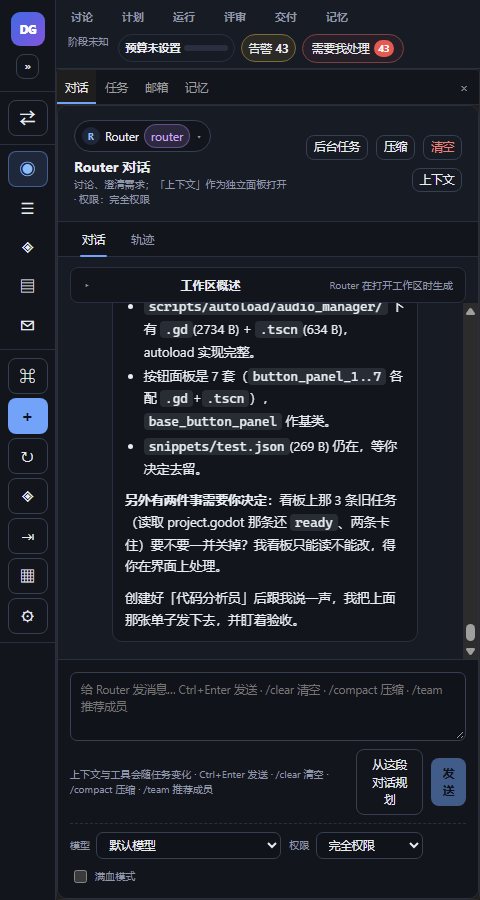 DG
讨论 计划 运行 评审 交付 记忆
阶段未知 预算未设置 告警 43 需要我处理 43
»
对话 任务 邮箱 记忆 ×
R Router router
后台任务 压缩 清空
Router 对话
讨论、澄清需求；「上下文」作为独立面板打开
· 权限：完全权限
上下文
对话 轨迹
工作区概述 Router 在打开工作区时生成
scripts/autoload/audio_manager/ 下
有 .gd (2734 B) + .tscn (634 B)，
autoload 实现完整。
按钮面板是 7 套（button_panel_1..7 各
配 .gd + .tscn），
base_button_panel 作基类。
snippets/test.json (269 B) 仍在，等你
决定去留。
另外有两件事需要你决定：看板上那 3 条旧任务
（读取 project.godot 那条还 ready、两条卡
住）要不要一并关掉？我看板只能读不能改，得
你在界面上处理。
创建好「代码分析员」后跟我说一声，我把上面
那张单子发下去，并盯着验收。
给 Router 发消息... Ctrl+Enter 发送 · /clear 清空 · /compact 压缩 · /team
推荐成员
上下文与工具会随任务变化 · Ctrl+Enter 发送 · /clear 清空 ·
/compact 压缩 · /team 推荐成员
从这段
对话规
划
发
送
模型 默认模型 权限 完全权限
满血模式